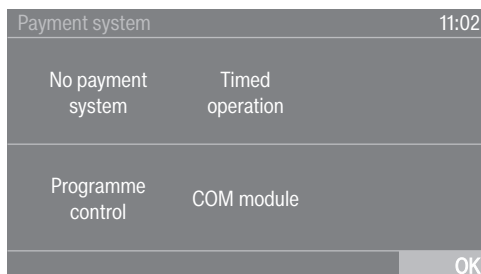 Payment system 11:02
No payment Timed
system operation
Programme COM module
control
OK